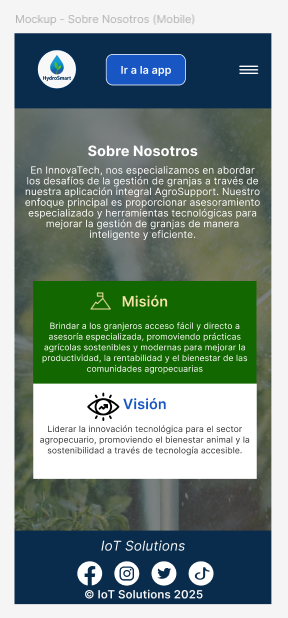 Mockup - Sobre Nosotros (Mobile)
HydroSmart
Ir a la app
Sobre Nosotros
En InnovaTech, nos especializamos en abordar
los desafíos de la gestión de granjas a través de
nuestra aplicación integral AgroSupport. Nuestro
enfoque principal es proporcionar asesoramiento
especializado y herramientas tecnológicas para
mejorar la gestión de granjas de manera
inteligente y eficiente.
Misión
Brindar a los granjeros acceso fácil y directo a
asesoría especializada, promoviendo prácticas
agrícolas sostenibles y modernas para mejorar la
productividad, la rentabilidad y el bienestar de las
comunidades agropecuarias
Visión
Liderar la innovación tecnológica para el sector
agropecuario, promoviendo el bienestar animal y la
sostenibilidad a través de tecnología accesible.
IoT Solutions
© IoT Solutions 2025